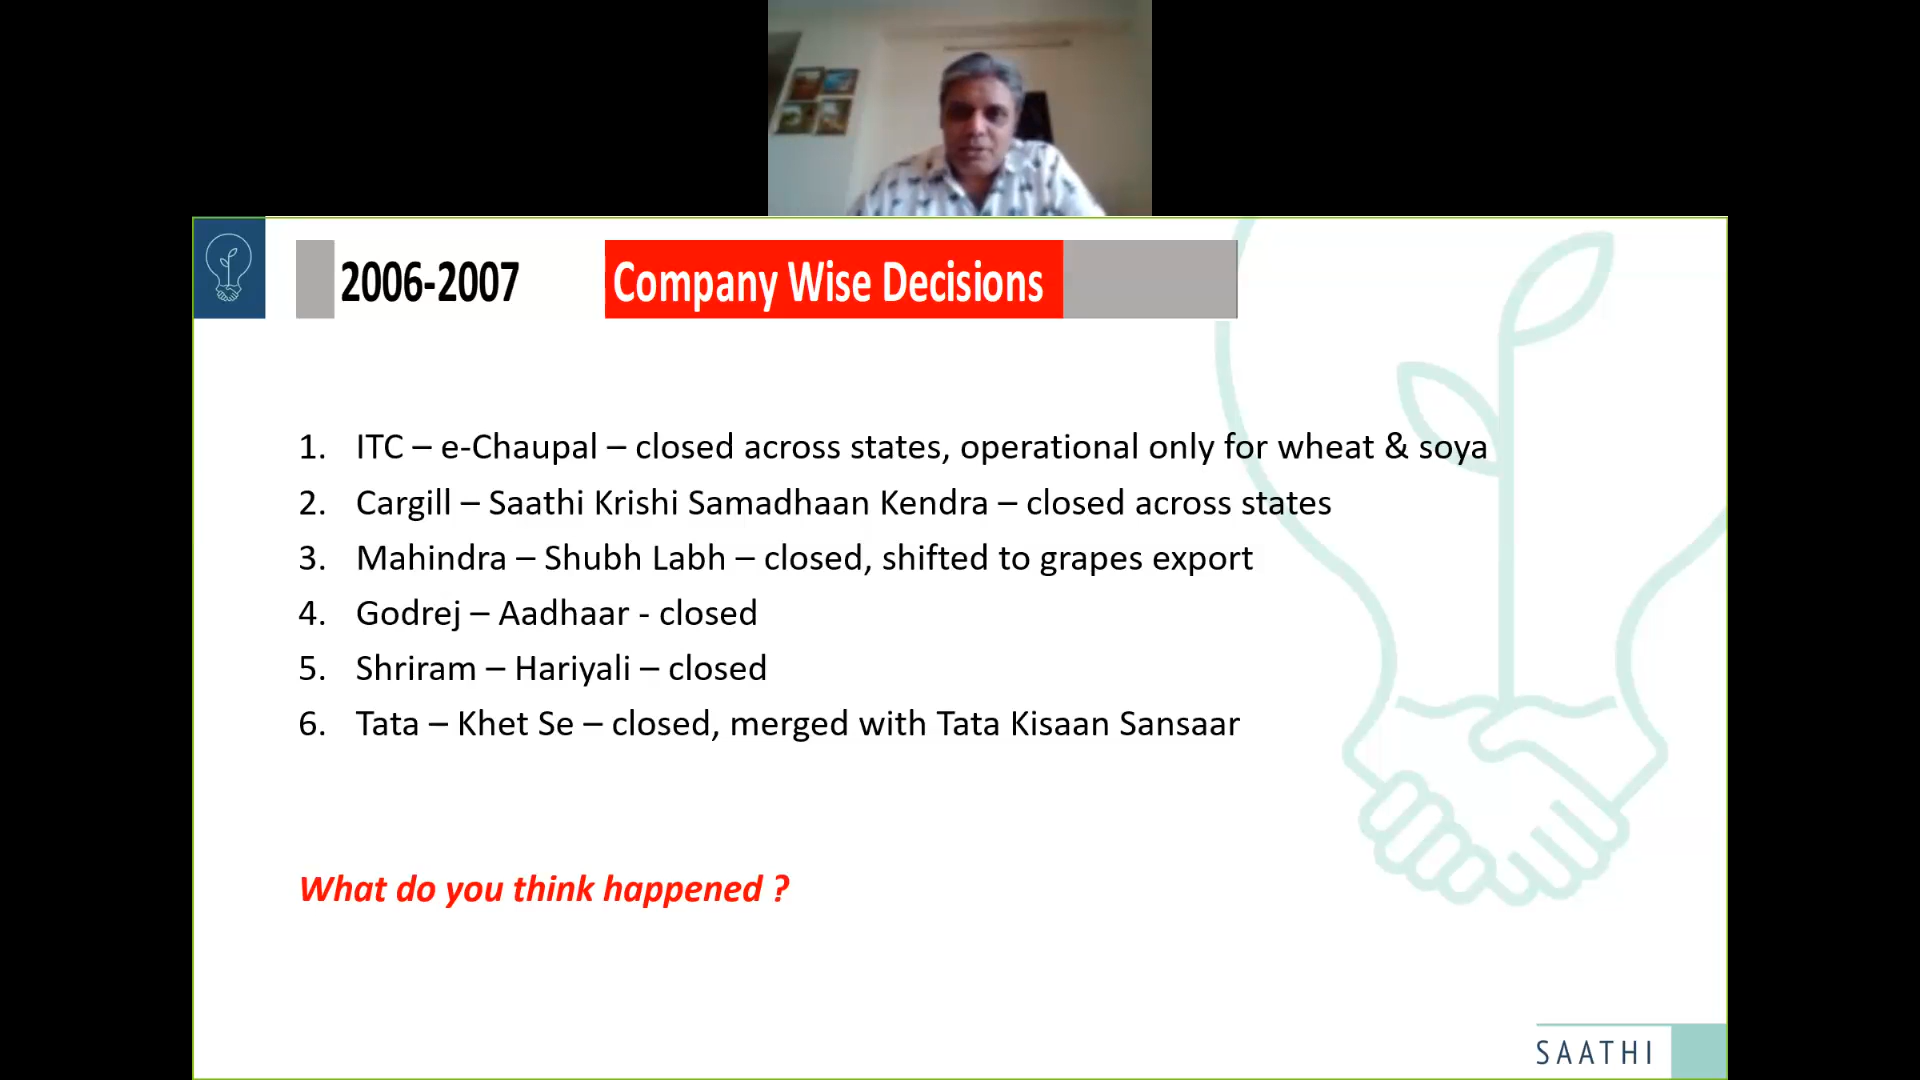 2006-2007 Company Wise Decisions
1. ITC – e-Chaupal – closed across states, operational only for wheat & soya
2. Cargill – Saathi Krishi Samadhaan Kendra – closed across states
3. Mahindra – Shubh Labh – closed, shifted to grapes export
4. Godrej – Aadhaar - closed
5. Shriram – Hariyali – closed
6. Tata – Khet Se – closed, merged with Tata Kisaan Sansaar
What do you think happened ?
SAATHI